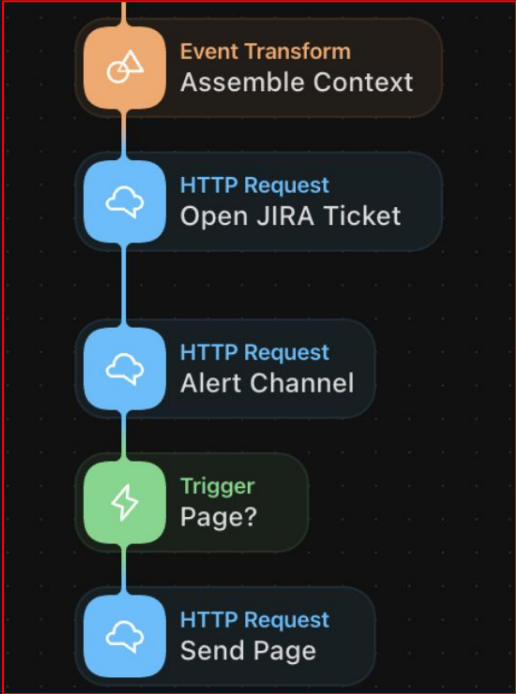 Event Transform
Assemble Context
HTTP Request
Open JIRA Ticket
HTTP Request
Alert Channel
Trigger
Page?
HTTP Request
Send Page